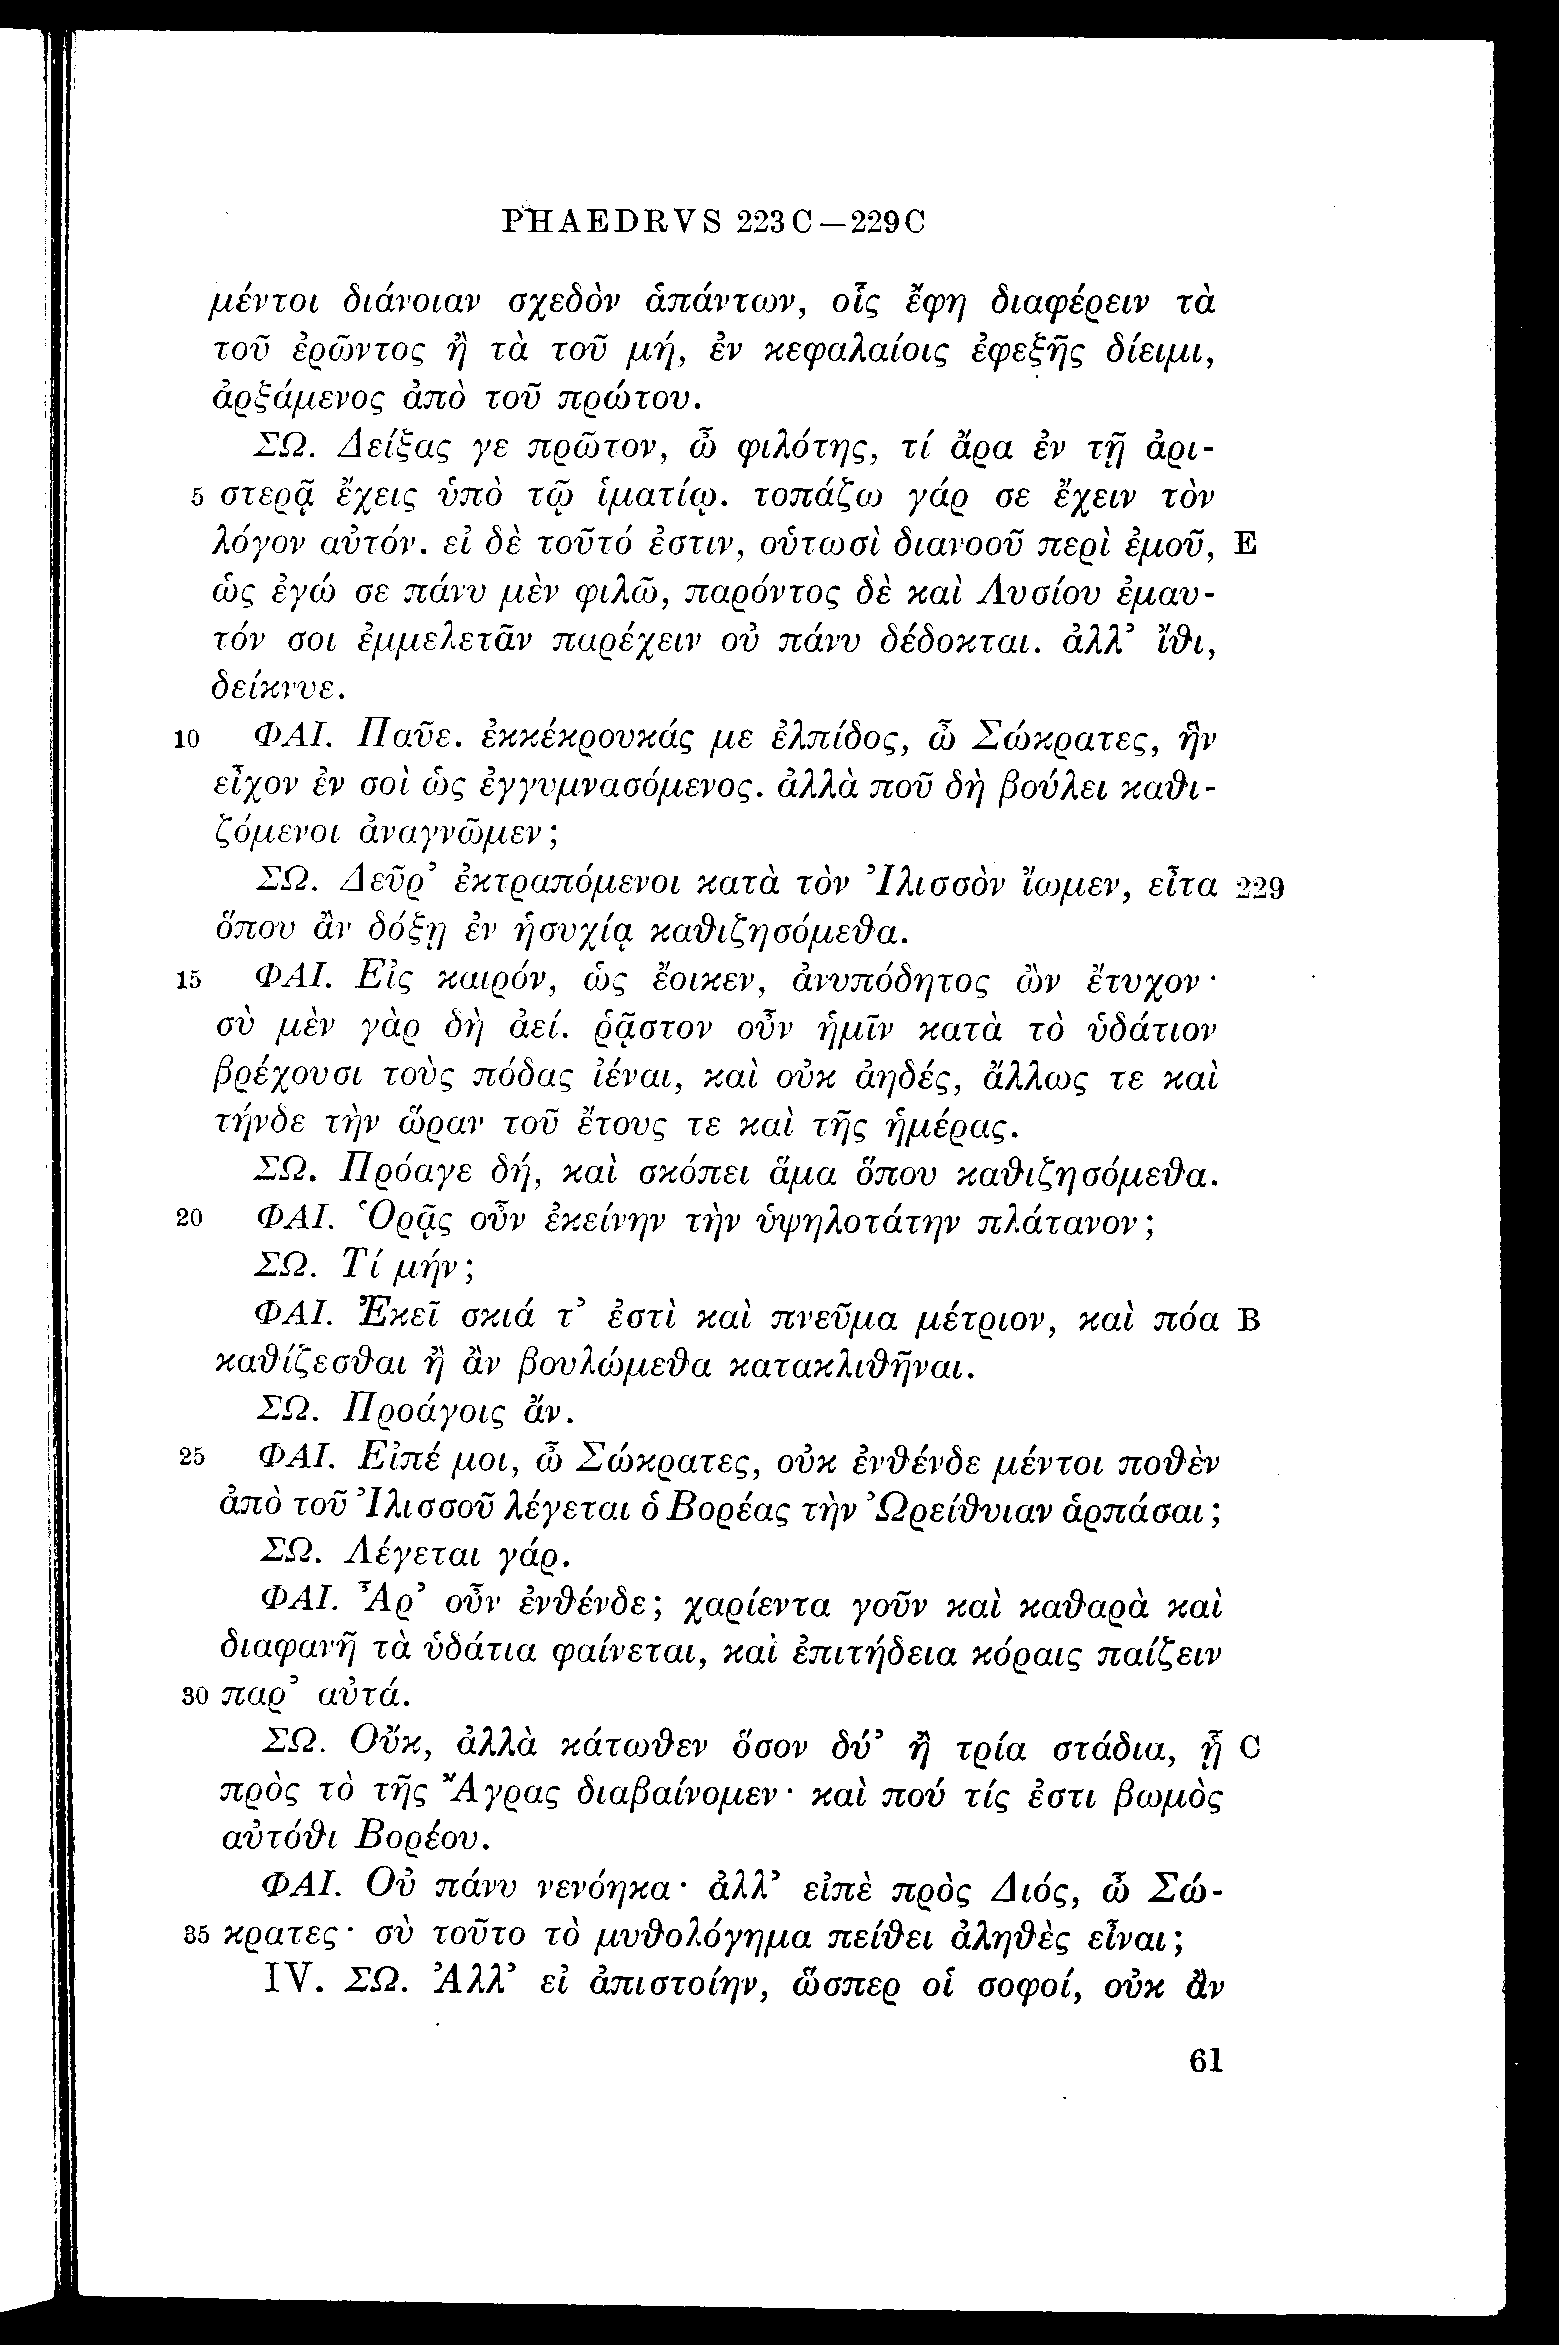 PHAEDRVS 223 C — 229 C
μέντοι διάνοιαν σχεδὸν ἁπάντων, οἷς ἔφη διαφέρειν τὰ
τοῦ ἐρῶντος ἢ τὰ τοῦ μή, ἐν κεφαλαίοις ἐφεξῆς δίειμι,
ἀρξάμενος ἀπὸ τοῦ πρώτου.
ΣΩ. Δείξας γε πρῶτον, ὦ φιλότης, τί ἄρα ἐν τῇ ἀρι-
5 στερᾷ ἔχεις ὑπὸ τῷ ἱματίῳ. τοπάζω γάρ σε ἔχειν τὸν
λόγον αὐτόν. εἰ δὲ τοῦτό ἐστιν, οὑτωσὶ διανοοῦ περὶ ἐμοῦ, E
ὡς ἐγώ σε πάνυ μὲν φιλῶ, παρόντος δὲ καὶ Λυσίου ἐμαυ-
τόν σοι ἐμμελετᾶν παρέχειν οὐ πάνυ δέδοκται. ἀλλ’ ἴθι,
δείκνυε.
10 ΦΑΙ. Παῦε. ἐκκέκρουκάς με ἐλπίδος, ὦ Σώκρατες, ἣν
εἶχον ἐν σοὶ ὡς ἐγγυμνασόμενος. ἀλλὰ ποῦ δὴ βούλει καθι-
ζόμενοι ἀναγνῶμεν;
ΣΩ. Δεῦρ’ ἐκτραπόμενοι κατὰ τὸν Ἰλισσὸν ἴωμεν, εἶτα 229
ὅπου ἂν δόξῃ ἐν ἡσυχίᾳ καθιζησόμεθα.
15 ΦΑΙ. Εἰς καιρόν, ὡς ἔοικεν, ἀνυπόδητος ὢν ἔτυχον·
σὺ μὲν γὰρ δὴ ἀεί. ῥᾷστον οὖν ἡμῖν κατὰ τὸ ὑδάτιον
βρέχουσι τοὺς πόδας ἰέναι, καὶ οὐκ ἀηδές, ἄλλως τε καὶ
τήνδε τὴν ὥραν τοῦ ἔτους τε καὶ τῆς ἡμέρας.
ΣΩ. Πρόαγε δή, καὶ σκόπει ἅμα ὅπου καθιζησόμεθα.
20 ΦΑΙ. Ὁρᾷς οὖν ἐκείνην τὴν ὑψηλοτάτην πλάτανον;
ΣΩ. Τί μήν;
ΦΑΙ. Ἐκεῖ σκιά τ’ ἐστὶ καὶ πνεῦμα μέτριον, καὶ πόα B
καθίζεσθαι ἢ ἂν βουλώμεθα κατακλιθῆναι.
ΣΩ. Προάγοις ἄν.
25 ΦΑΙ. Εἰπέ μοι, ὦ Σώκρατες, οὐκ ἐνθένδε μέντοι ποθὲν
ἀπὸ τοῦ Ἰλισσοῦ λέγεται ὁ Βορέας τὴν Ὠρείθυιαν ἁρπάσαι;
ΣΩ. Λέγεται γάρ.
ΦΑΙ. Ἆρ’ οὖν ἐνθένδε; χαρίεντα γοῦν καὶ καθαρὰ καὶ
διαφανῆ τὰ ὑδάτια φαίνεται, καὶ ἐπιτήδεια κόραις παίζειν
30 παρ’ αὐτά.
ΣΩ. Οὔκ, ἀλλὰ κάτωθεν ὅσον δύ’ ἢ τρία στάδια, ᾗ C
πρὸς τὸ τῆς Ἄγρας διαβαίνομεν· καὶ πού τίς ἐστι βωμὸς
αὐτόθι Βορέου.
ΦΑΙ. Οὐ πάνυ νενόηκα· ἀλλ’ εἰπὲ πρὸς Διός, ὦ Σώ-
35 κρατες· σὺ τοῦτο τὸ μυθολόγημα πείθει ἀληθὲς εἶναι;
IV. ΣΩ. Ἀλλ’ εἰ ἀπιστοίην, ὥσπερ οἱ σοφοί, οὐκ ἂν
61